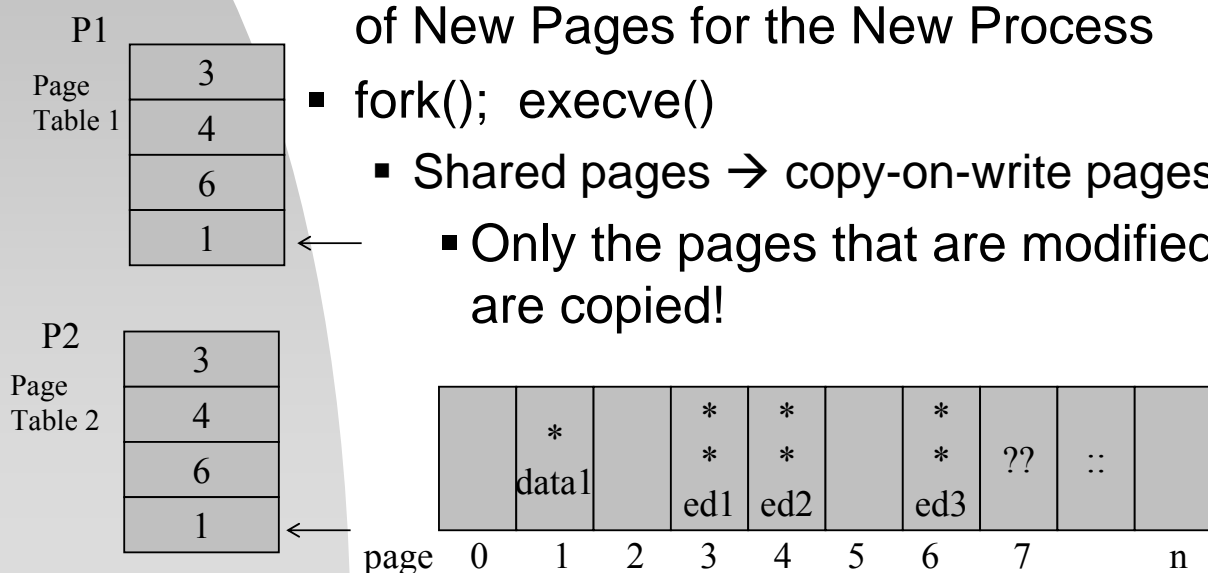 of New Pages for the New Process
▪ fork(); execve()
▪ Shared pages → copy-on-write pages
▪ Only the pages that are modified
are copied!
P1
Page
Table 1
3
4
6
1
P2
Page
Table 2
3
4
6
1
* * *
* * * *
data1 ed1 ed2 ed3 ?? ::
page 0 1 2 3 4 5 6 7 n